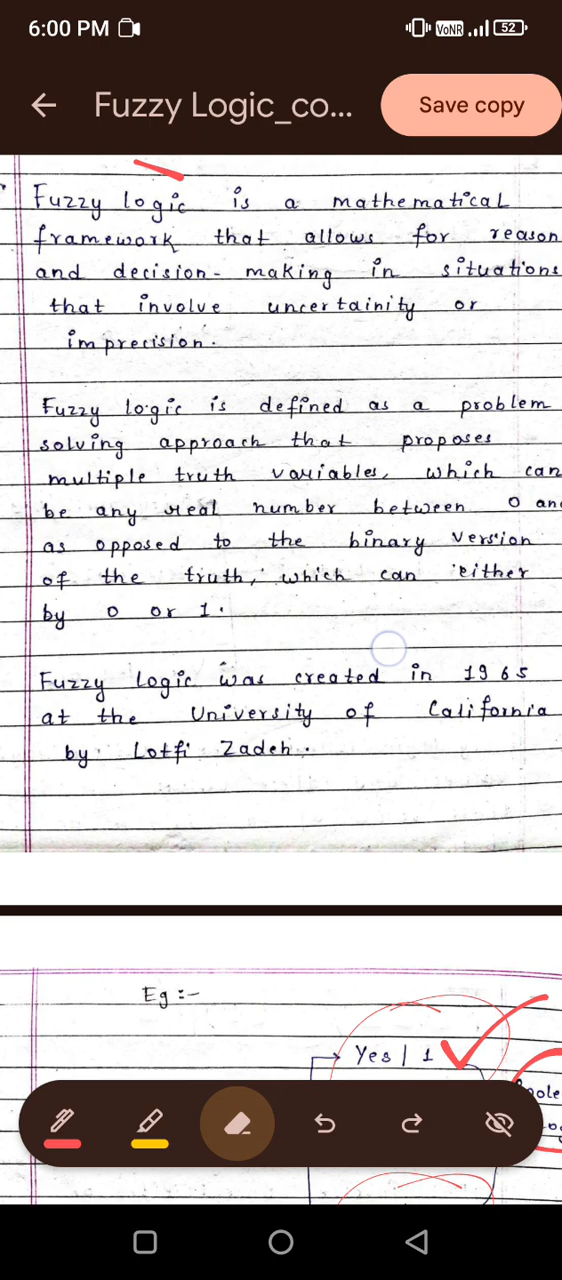 6:00 PM
VoNR
52
Fuzzy Logic_co...
Save copy
Fuzzy logic is a mathematical
framework that allows for reason
and decision- making in situations
that involve uncertainity or
imprecision.
Fuzzy logic is defined as a problem
solving approach that proposes
multiple truth variables, which can
be any real number between 0 an
as opposed to the binary version
of the truth, which can either
by 0 or 1.
Fuzzy Logic was created in 1965
at the University of California
by Lotfi Zadeh.
Eg :-
Yes | 1